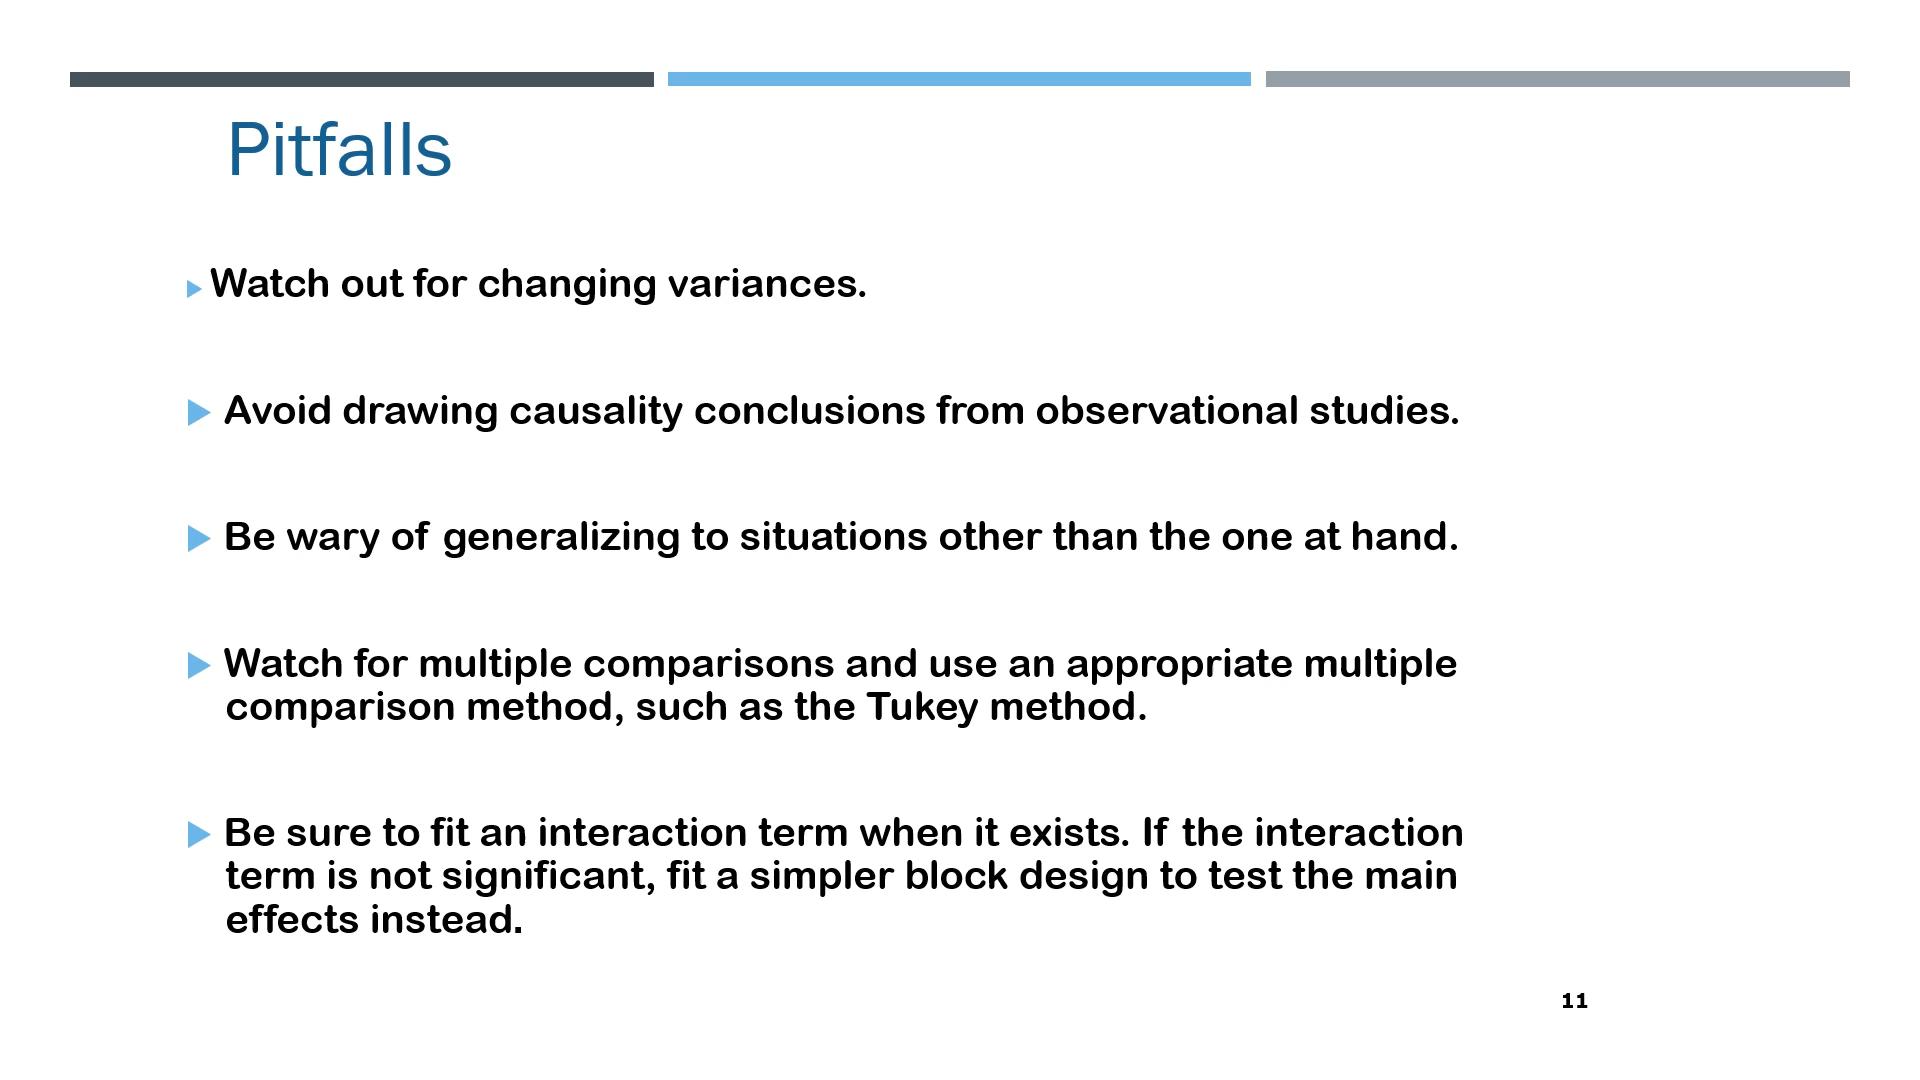 Pitfalls
Watch out for changing variances.
Avoid drawing causality conclusions from observational studies.
Be wary of generalizing to situations other than the one at hand.
Watch for multiple comparisons and use an appropriate multiple
comparison method, such as the Tukey method.
Be sure to fit an interaction term when it exists. If the interaction
term is not significant, fit a simpler block design to test the main
effects instead.
11